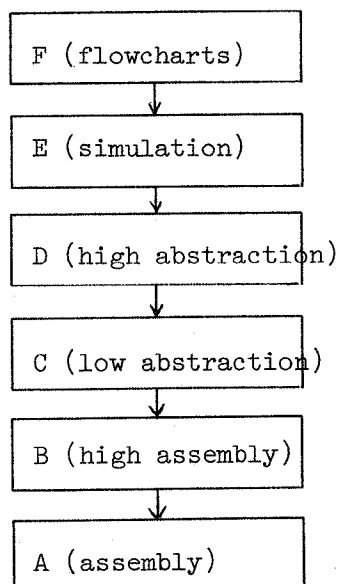 F (flowcharts)
E (simulation)
D (high abstraction)
C (low abstraction)
B (high assembly)
A (assembly)